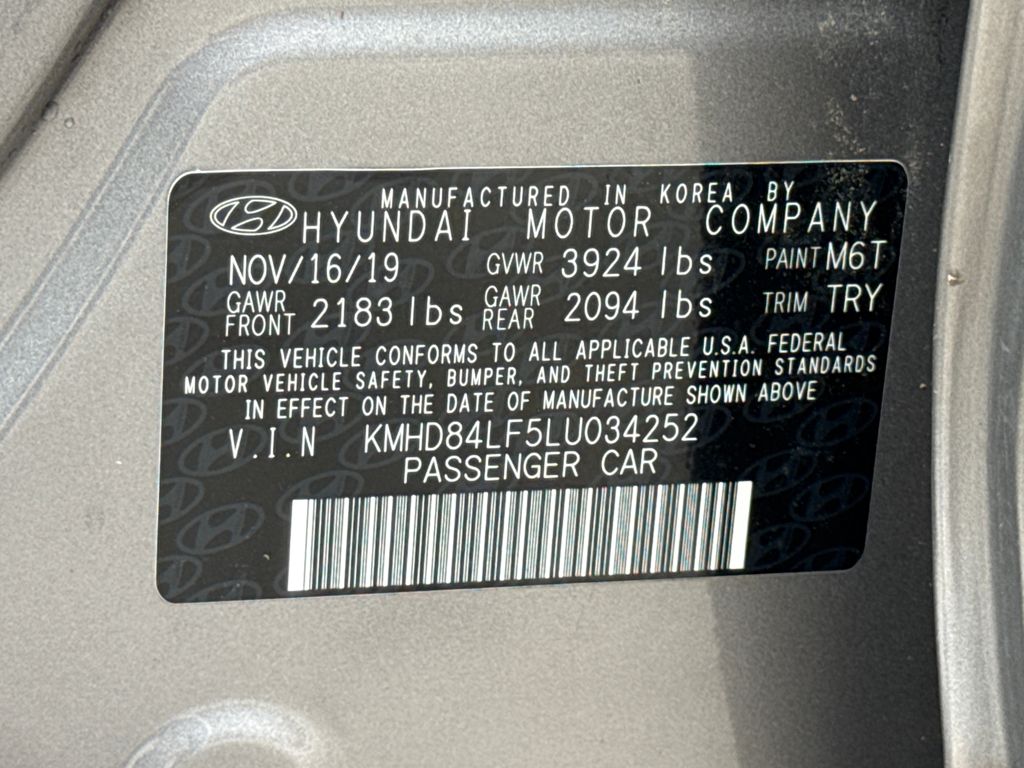 MANUFACTURED IN KOREA BY
HYUNDAI MOTOR COMPANY
NOV/16/19 GVWR 3924 lbs PAINT M6T
GAWR FRONT 2183 lbs GAWR REAR 2094 lbs TRIM TRY
THIS VEHICLE CONFORMS TO ALL APPLICABLE U.S.A. FEDERAL
MOTOR VEHICLE SAFETY, BUMPER, AND THEFT PREVENTION STANDARDS
IN EFFECT ON THE DATE OF MANUFACTURE SHOWN ABOVE
V.I.N KMHD84LF5LU034252
PASSENGER CAR